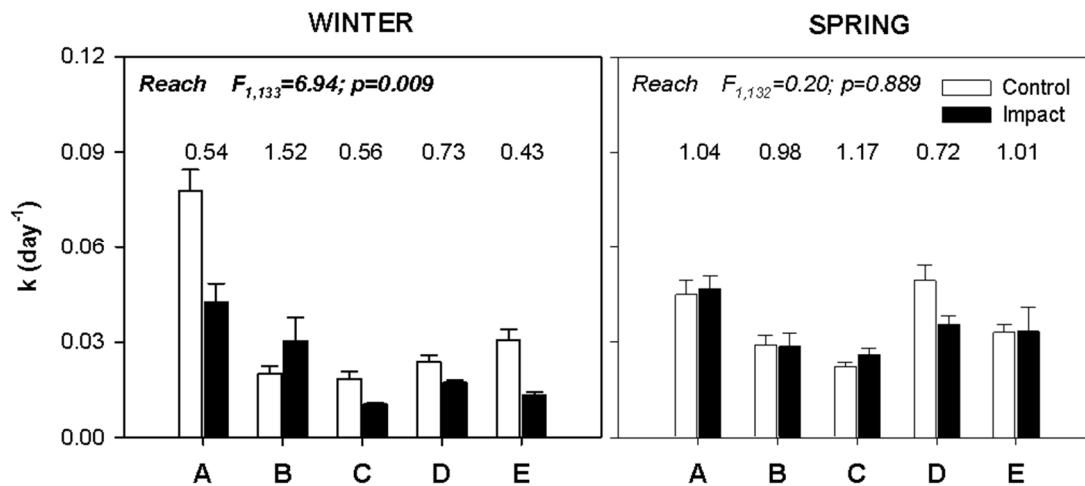 WINTER
SPRING
0.12
0.09
0.06
0.03
0.00
k (day⁻¹)
Reach F₁,₁₃₃=6.94; p=0.009
0.54 1.52 0.56 0.73 0.43
A B C D E
Reach F₁,₁₃₂=0.20; p=0.889
Control
Impact
1.04 0.98 1.17 0.72 1.01
A B C D E